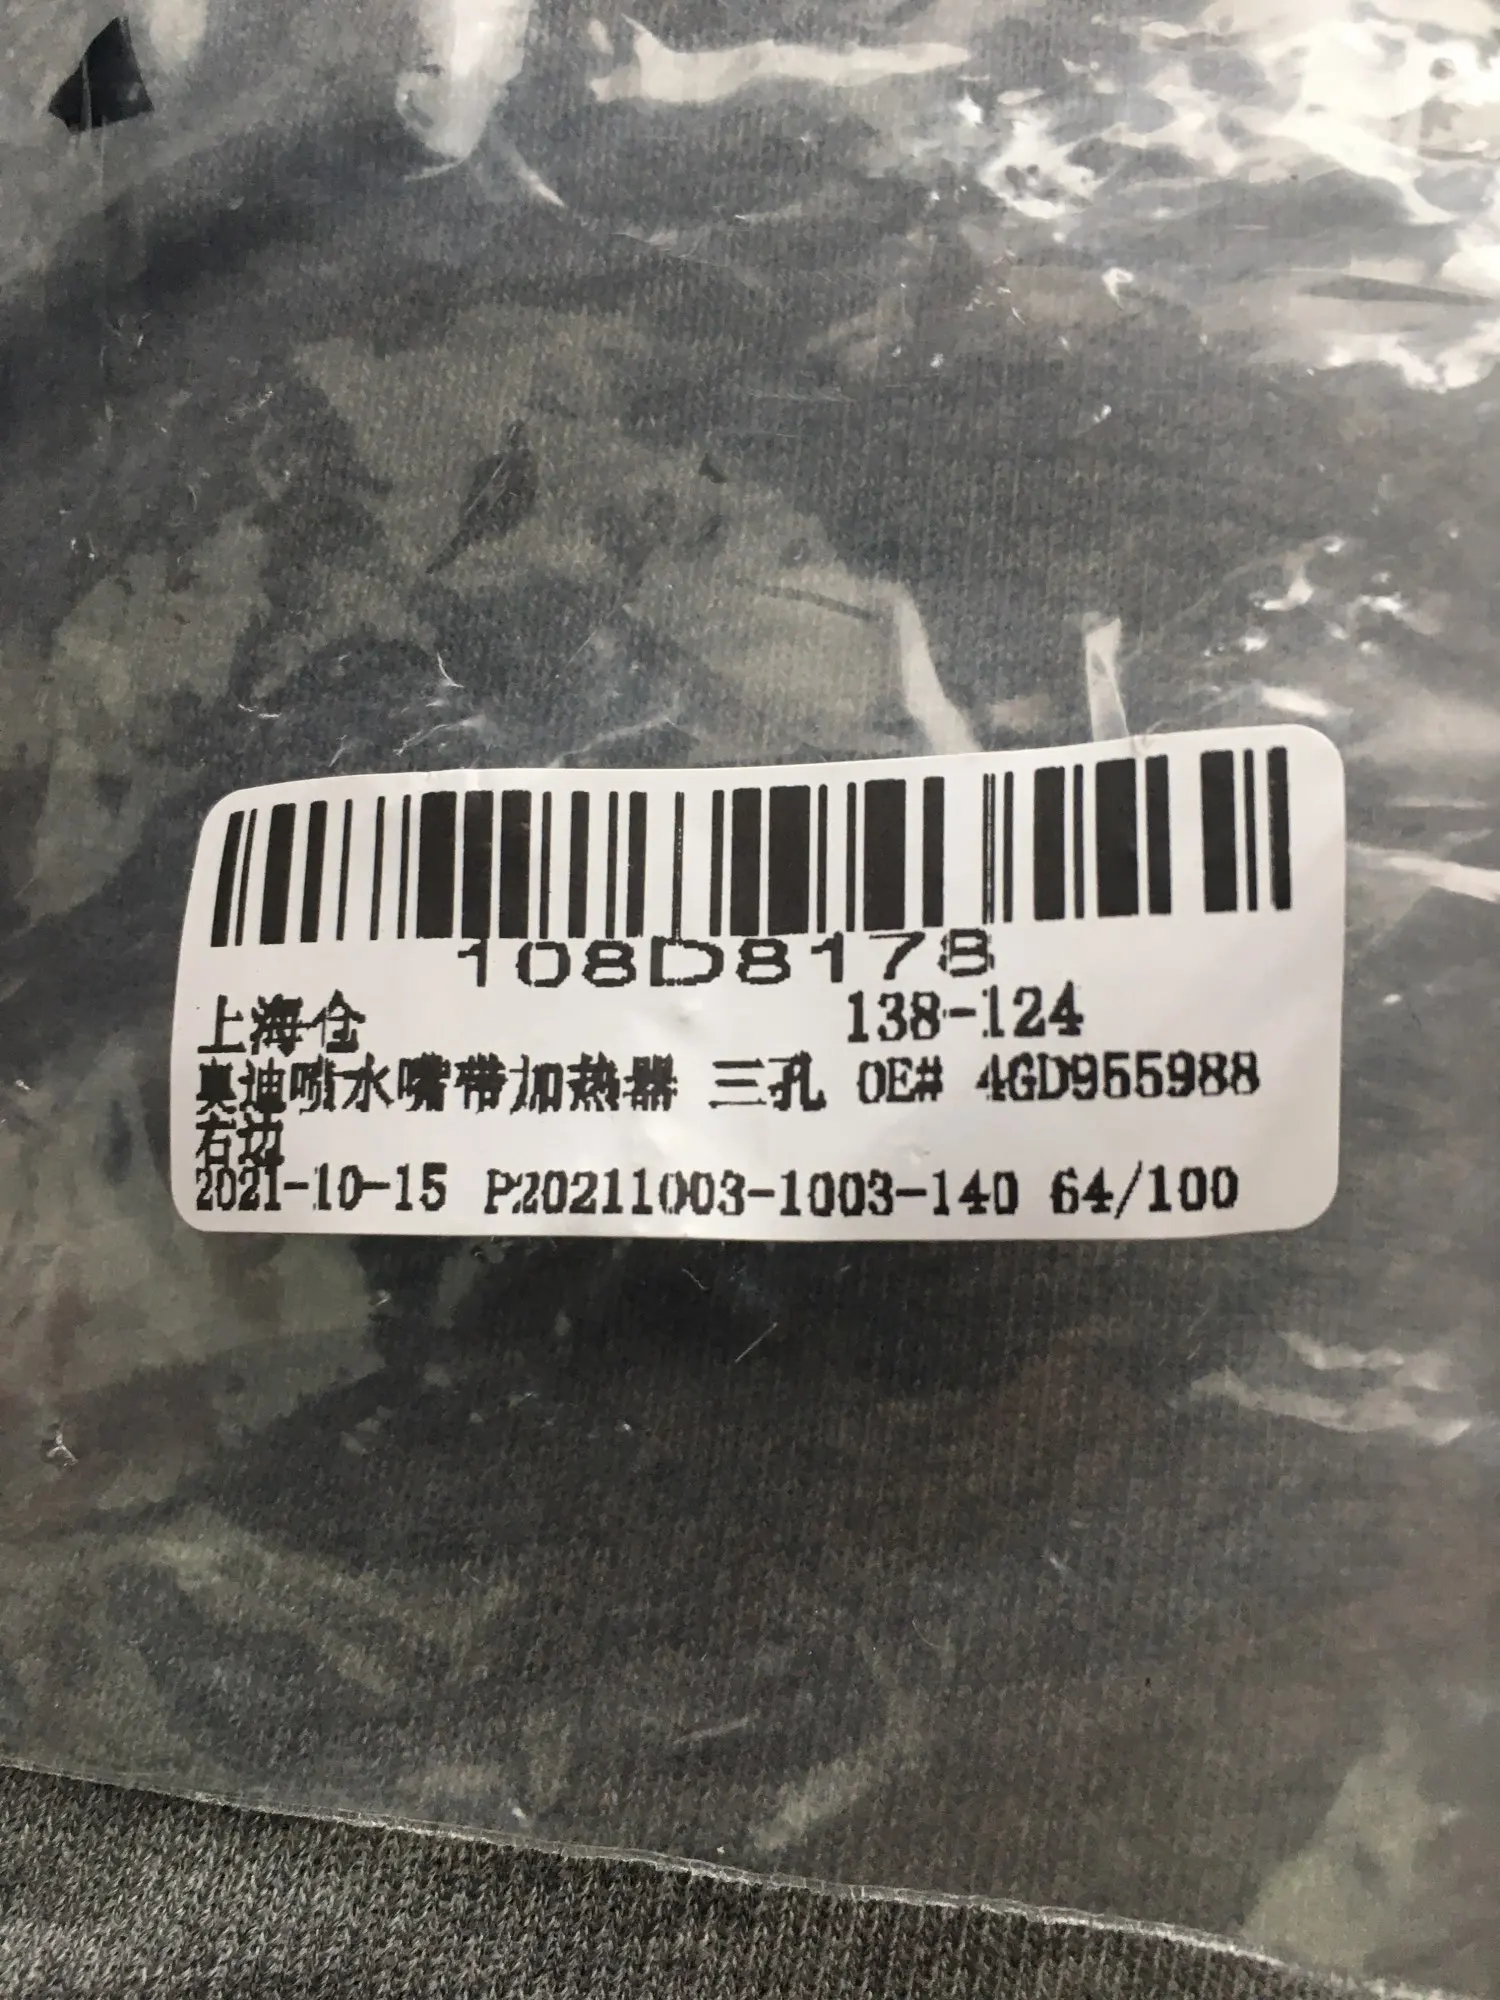 108D8178
上海仓 138-124
奥迪喷水嘴带加热器 三孔 OE# 4GD955988
右边
2021-10-15 P20211003-1003-140 64/100